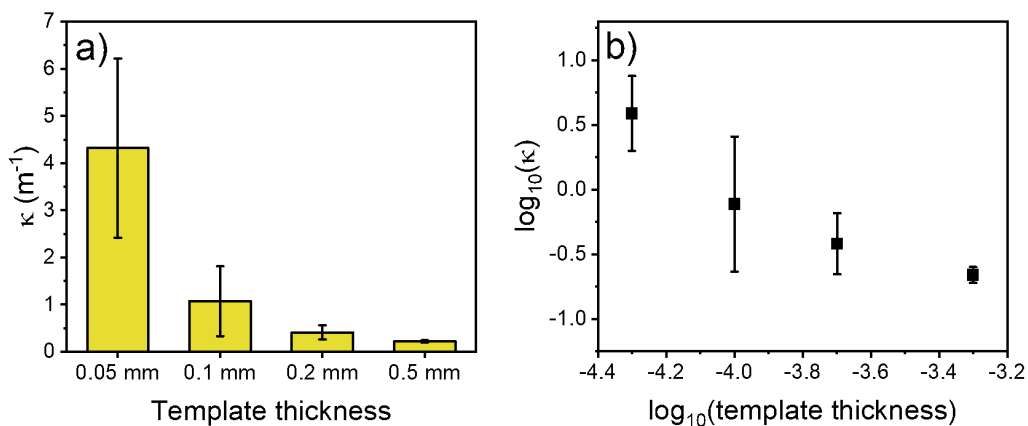 a)
7
6
5
4
3
2
1
0
κ (m⁻¹)
0.05 mm 0.1 mm 0.2 mm 0.5 mm
Template thickness
b)
1.0
0.5
0.0
-0.5
-1.0
log₁₀(κ)
-4.4 -4.2 -4.0 -3.8 -3.6 -3.4 -3.2
log₁₀(template thickness)